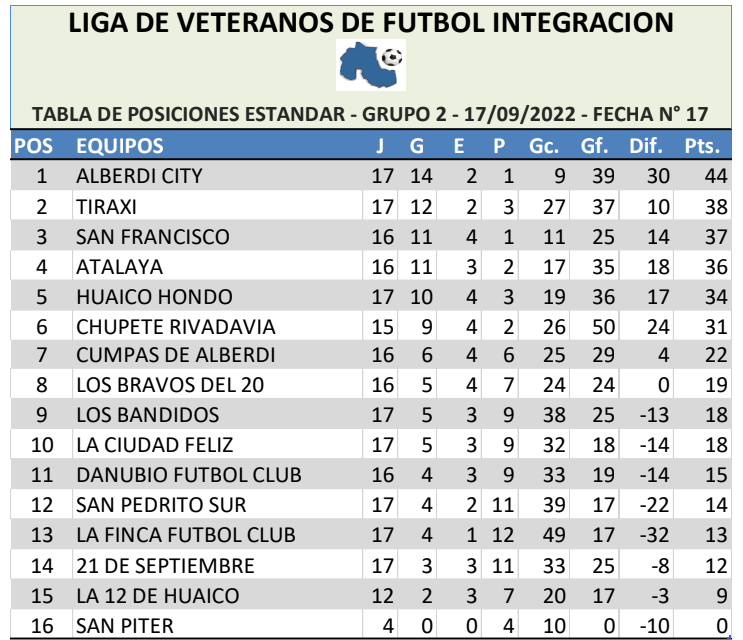 LIGA DE VETERANOS DE FUTBOL INTEGRACION
TABLA DE POSICIONES ESTANDAR - GRUPO 2 - 17/09/2022 - FECHA N° 17
POS EQUIPOS J G E P Gc. Gf. Dif. Pts.
1 ALBERDI CITY 17 14 2 1 9 39 30 44
2 TIRAXI 17 12 2 3 27 37 10 38
3 SAN FRANCISCO 16 11 4 1 11 25 14 37
4 ATALAYA 16 11 3 2 17 35 18 36
5 HUAICO HONDO 17 10 4 3 19 36 17 34
6 CHUPETE RIVADAVIA 15 9 4 2 26 50 24 31
7 CUMPAS DE ALBERDI 16 6 4 6 25 29 4 22
8 LOS BRAVOS DEL 20 16 5 4 7 24 24 0 19
9 LOS BANDIDOS 17 5 3 9 38 25 -13 18
10 LA CIUDAD FELIZ 17 5 3 9 32 18 -14 18
11 DANUBIO FUTBOL CLUB 16 4 3 9 33 19 -14 15
12 SAN PEDRITO SUR 17 4 2 11 39 17 -22 14
13 LA FINCA FUTBOL CLUB 17 4 1 12 49 17 -32 13
14 21 DE SEPTIEMBRE 17 3 3 11 33 25 -8 12
15 LA 12 DE HUAICO 12 2 3 7 20 17 -3 9
16 SAN PITER 4 0 0 4 10 0 -10 0